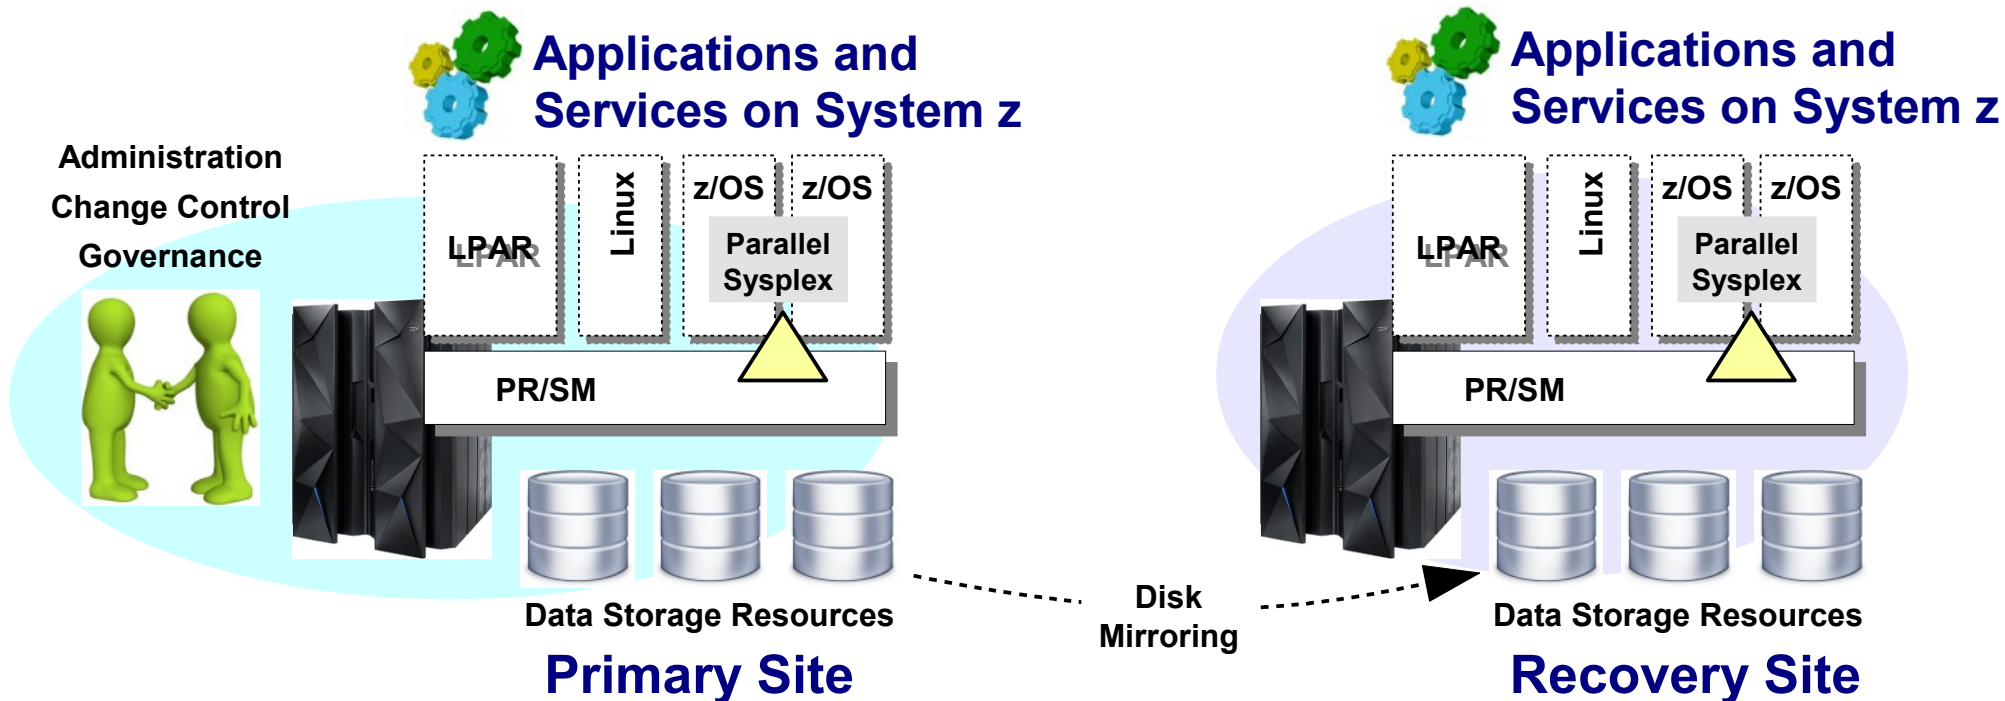 Applications and
Services on System z
Administration
Change Control
Governance
LPAR
Linux
z/OS
z/OS
Parallel
Sysplex
PR/SM
Data Storage Resources
Primary Site
Disk
Mirroring
Applications and
Services on System z
LPAR
Linux
z/OS
z/OS
Parallel
Sysplex
PR/SM
Data Storage Resources
Recovery Site